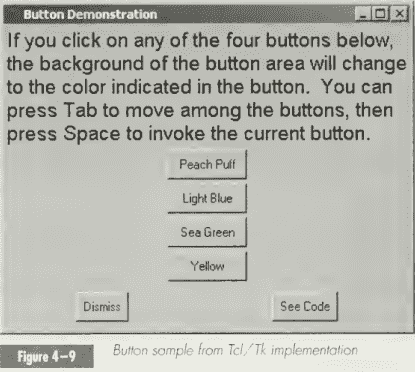 Button Demonstration
If you click on any of the four buttons below,
the background of the button area will change
to the color indicated in the button. You can
press Tab to move among the buttons, then
press Space to invoke the current button.
Peach Puff
Light Blue
Sea Green
Yellow
Dismiss
See Code
Figure 4-9
Button sample from Tcl/Tk implementation